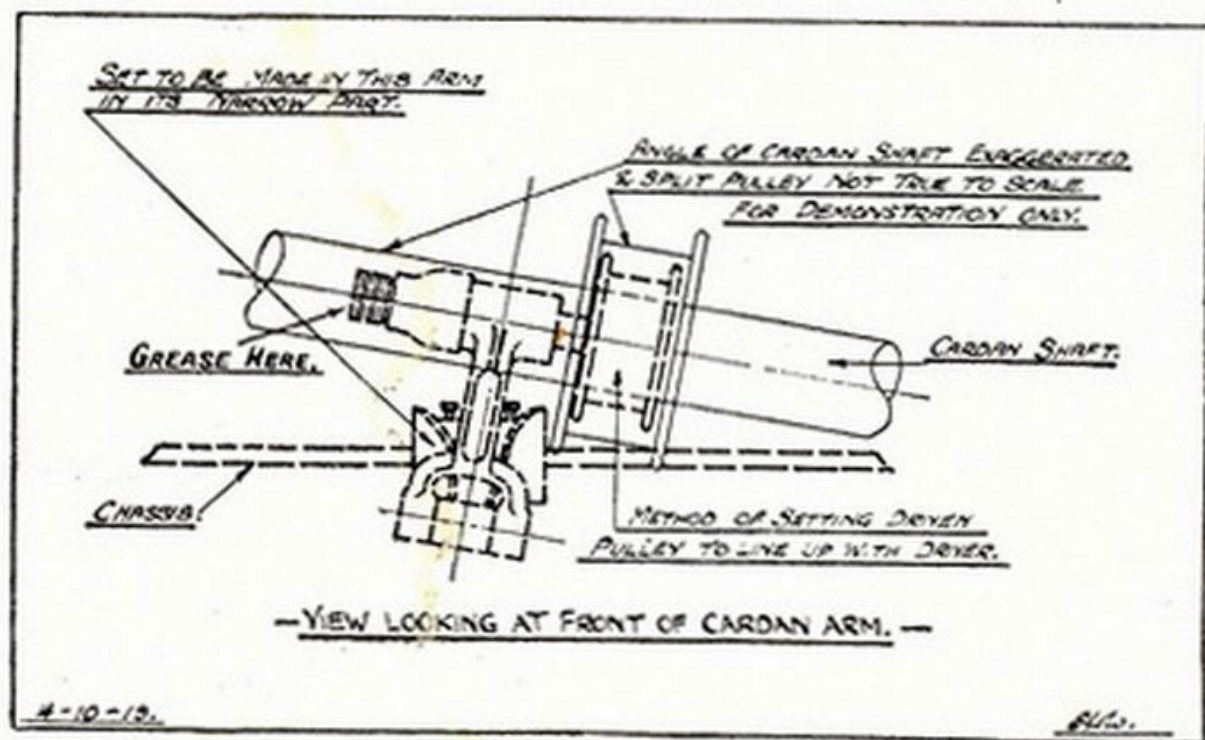 SET TO BE MADE IN THIS ARM
IN ITS NARROW PART.
ANGLE OF CARDAN SHAFT EXAGGERATED
& SPLIT PULLEY NOT TRUE TO SCALE
FOR DEMONSTRATION ONLY.
GREASE HERE.
CARDAN SHAFT.
CHASSIS.
METHOD OF SETTING DRIVEN
PULLEY TO LINE UP WITH DRIVER.
—VIEW LOOKING AT FRONT OF CARDAN ARM.—
4-10-19.